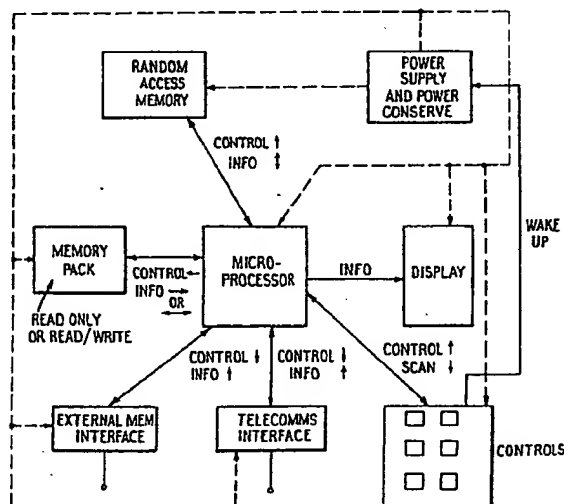 RANDOM
ACCESS
MEMORY
POWER
SUPPLY
AND POWER
CONSERVE
CONTROL ↑
INFO ↕
WAKE
UP
MEMORY
PACK
CONTROL ←
INFO →
OR
↔
READ ONLY
OR READ/WRITE
MICRO-
PROCESSOR
INFO
DISPLAY
CONTROL ↓
INFO ↑
CONTROL ↓
INFO ↑
CONTROL ↑
SCAN ↓
EXTERNAL MEM
INTERFACE
TELECOMMS
INTERFACE
CONTROLS